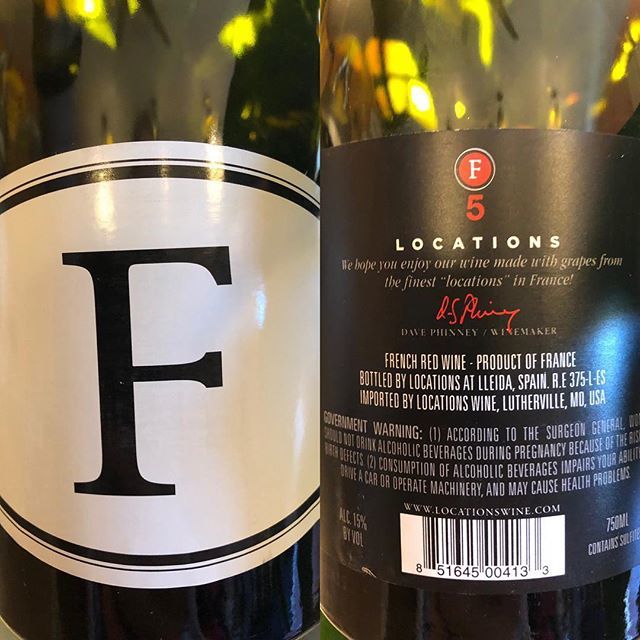 F
F
5
LOCATIONS
We hope you enjoy our wine made with grapes from
the finest "locations" in France!
DAVE PHINNEY / WINEMAKER
FRENCH RED WINE - PRODUCT OF FRANCE
BOTTLED BY LOCATIONS AT LLEIDA, SPAIN. R.E 375-L-ES
IMPORTED BY LOCATIONS WINE, LUTHERVILLE, MD, USA
GOVERNMENT WARNING: (1) ACCORDING TO THE SURGEON GENERAL, WO
SHOULD NOT DRINK ALCOHOLIC BEVERAGES DURING PREGNANCY BECAUSE OF THE RIS
BIRTH DEFECTS. (2) CONSUMPTION OF ALCOHOLIC BEVERAGES IMPAIRS YOUR ABILIT
DRIVE A CAR OR OPERATE MACHINERY, AND MAY CAUSE HEALTH PROBLEMS.
WWW.LOCATIONSWINE.COM
ALC. 15%
BY VOL
750ML
CONTAINS SULFITE
8 51645 00413 3